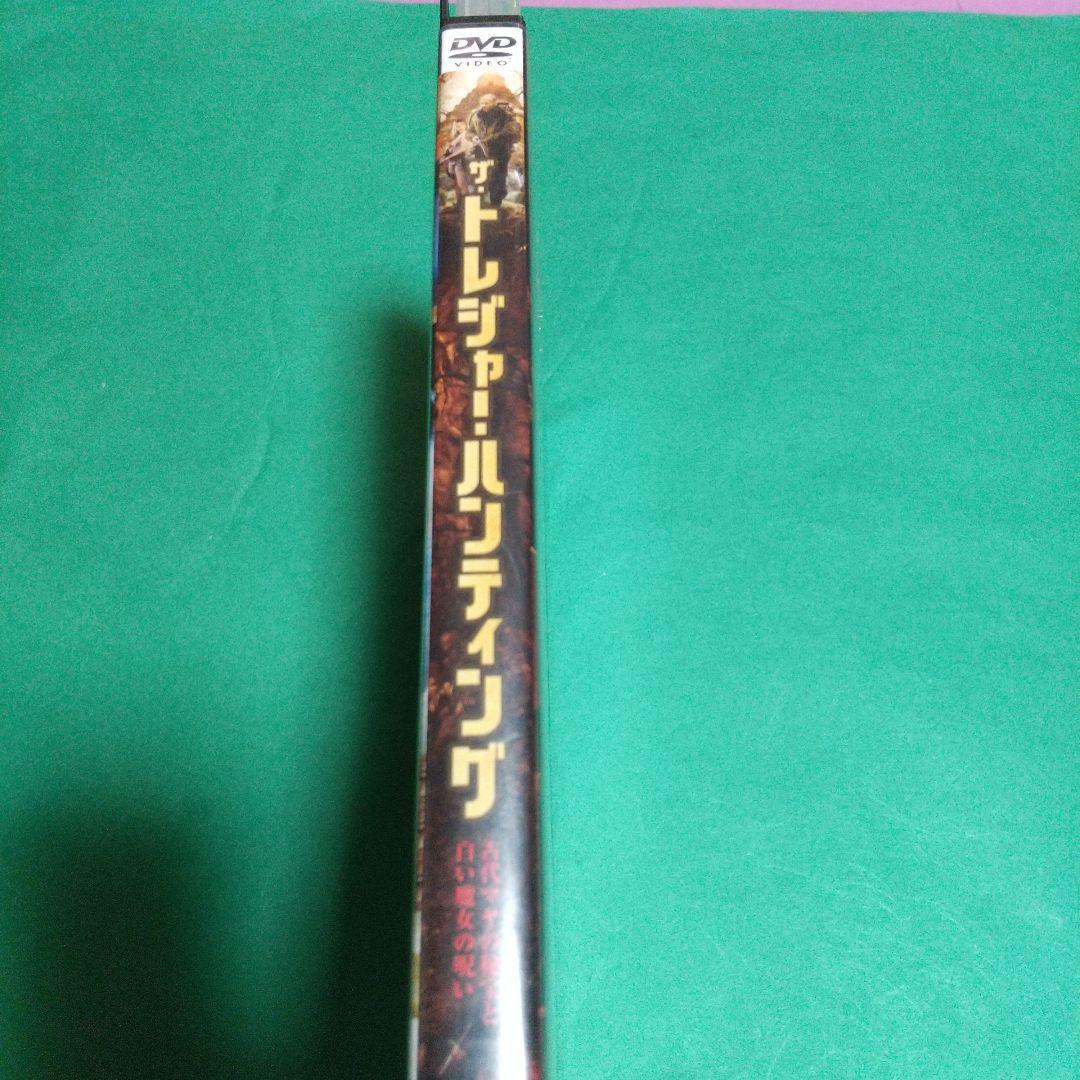 DVD
VIDEO
ザ・トレジャー・ハンティング
古代マヤの秘宝と
白い魔女の呪い